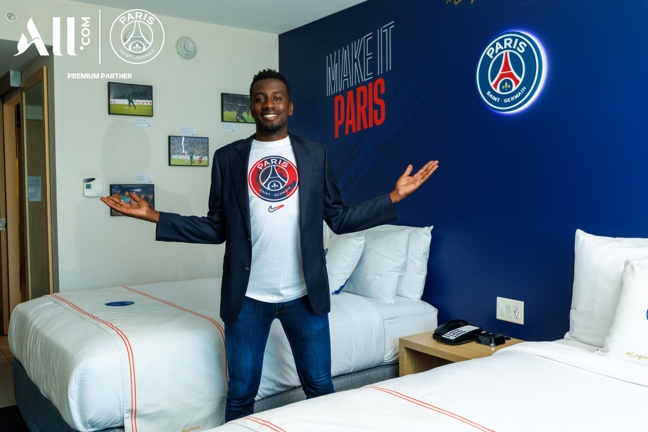 ALL.COM
PARIS
SAINT-GERMAIN
PREMIUM PARTNER
MAKE IT
PARIS
PARIS
SAINT-GERMAIN
PARIS
SAINT-GERMAIN